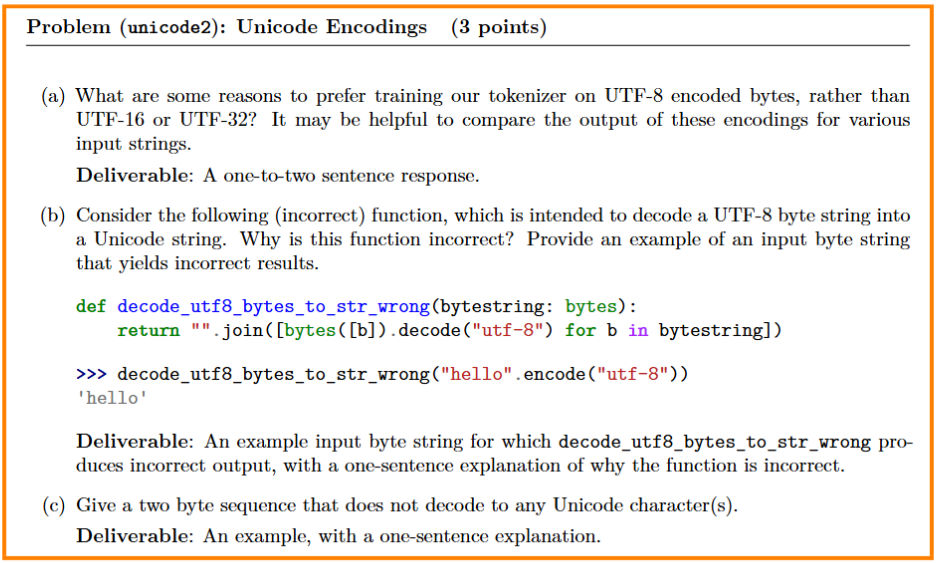 Problem (unicode2): Unicode Encodings (3 points)
(a) What are some reasons to prefer training our tokenizer on UTF-8 encoded bytes, rather than
UTF-16 or UTF-32? It may be helpful to compare the output of these encodings for various
input strings.
Deliverable: A one-to-two sentence response.
(b) Consider the following (incorrect) function, which is intended to decode a UTF-8 byte string into
a Unicode string. Why is this function incorrect? Provide an example of an input byte string
that yields incorrect results.
def decode_utf8_bytes_to_str_wrong(bytestring: bytes):
    return "".join([bytes([b]).decode("utf-8") for b in bytestring])
>>> decode_utf8_bytes_to_str_wrong("hello".encode("utf-8"))
'hello'
Deliverable: An example input byte string for which decode_utf8_bytes_to_str_wrong pro-
duces incorrect output, with a one-sentence explanation of why the function is incorrect.
(c) Give a two byte sequence that does not decode to any Unicode character(s).
Deliverable: An example, with a one-sentence explanation.